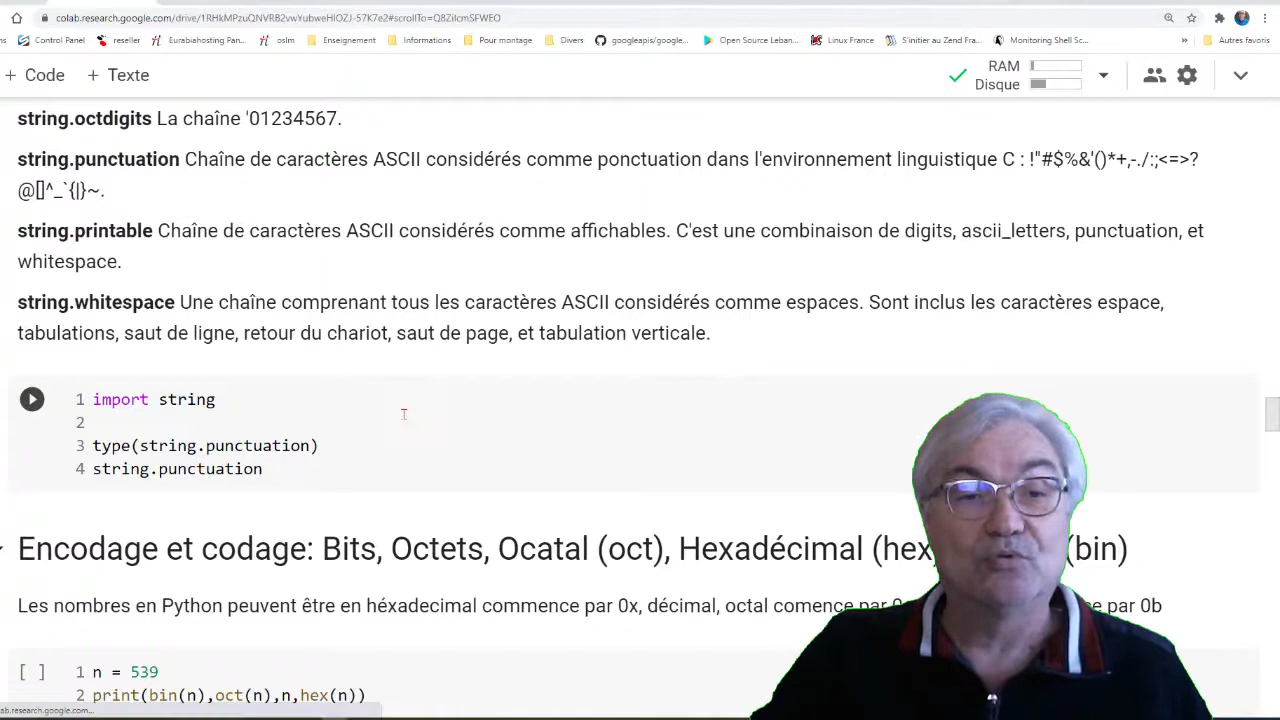 colab.research.google.com/drive/1RHkMPzuQNVRB2vwYubweHIOZJ-57K7e2#scrollTo=Q8ZiIcmSFWEO
Control Panel reseller Eurabiahosting Pan... oslm Enseignement Informations Pour montage Divers googleapis/google... Open Source Leban... Linux France S'initier au Zend Fra... Monitoring Shell Sc... » Autres favoris
+ Code + Texte RAM
Disque
string.octdigits La chaîne '01234567.
string.punctuation Chaîne de caractères ASCII considérés comme ponctuation dans l'environnement linguistique C : !"#$%&'()*+,-./:;<=>?
@[]^_`{|}~.
string.printable Chaîne de caractères ASCII considérés comme affichables. C'est une combinaison de digits, ascii_letters, punctuation, et
whitespace.
string.whitespace Une chaîne comprenant tous les caractères ASCII considérés comme espaces. Sont inclus les caractères espace,
tabulations, saut de ligne, retour du chariot, saut de page, et tabulation verticale.
1 import string
2
3 type(string.punctuation)
4 string.punctuation
Encodage et codage: Bits, Octets, Ocatal (oct), Hexadécimal (hex) (bin)
Les nombres en Python peuvent être en héxadecimal commence par 0x, décimal, octal comence par 0 par 0b
[ ] 1 n = 539
2 print(bin(n),oct(n),n,hex(n))
colab.research.google.com...